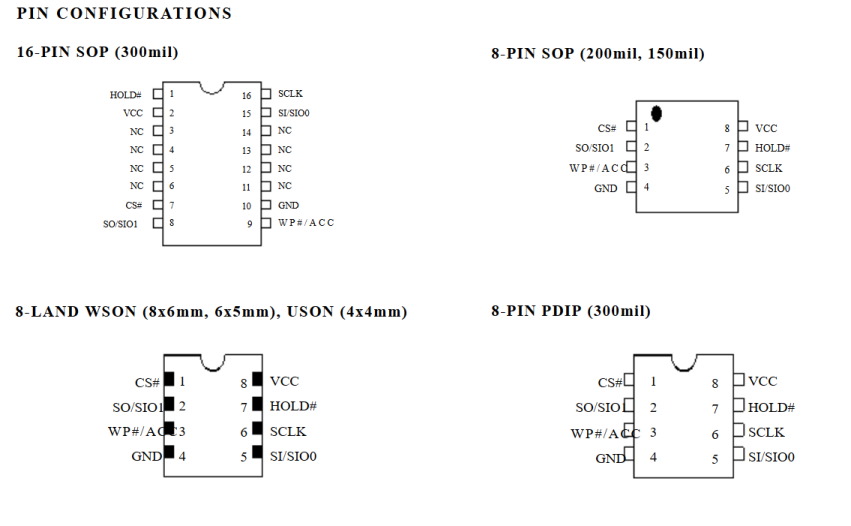 PIN CONFIGURATIONS
16-PIN SOP (300mil)
HOLD# 1 16 SCLK
VCC 2 15 SI/SIO0
NC 3 14 NC
NC 4 13 NC
NC 5 12 NC
NC 6 11 NC
CS# 7 10 GND
SO/SIO1 8 9 WP#/ACC
8-PIN SOP (200mil, 150mil)
CS# 1 8 VCC
SO/SIO1 2 7 HOLD#
WP#/ACC 3 6 SCLK
GND 4 5 SI/SIO0
8-LAND WSON (8x6mm, 6x5mm), USON (4x4mm)
CS# 1 8 VCC
SO/SIO1 2 7 HOLD#
WP#/ACC 3 6 SCLK
GND 4 5 SI/SIO0
8-PIN PDIP (300mil)
CS# 1 8 VCC
SO/SIO1 2 7 HOLD#
WP#/ACC 3 6 SCLK
GND 4 5 SI/SIO0